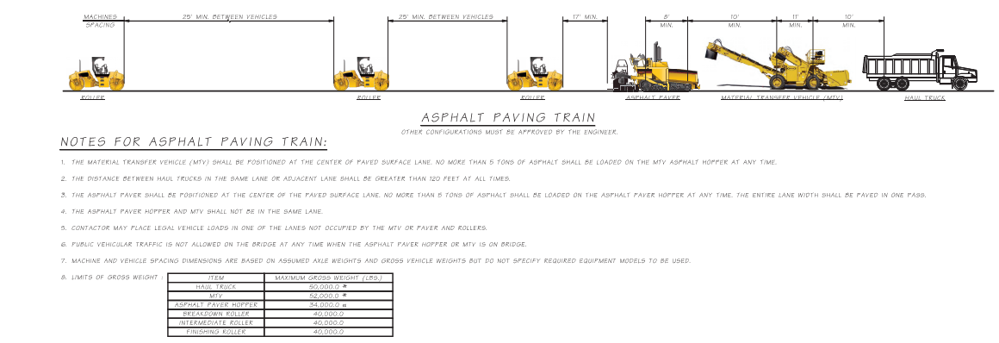 MACHINES SPACING
25' MIN. BETWEEN VEHICLES
25' MIN. BETWEEN VEHICLES
17' MIN.
8' MIN.
10' MIN.
11' MIN.
10' MIN.
ROLLER
ROLLER
ROLLER
ASPHALT PAVER
MATERIAL TRANSFER VEHICLE (MTV)
HAUL TRUCK
ASPHALT PAVING TRAIN
OTHER CONFIGURATIONS MUST BE APPROVED BY THE ENGINEER.
NOTES FOR ASPHALT PAVING TRAIN:
1. THE MATERIAL TRANSFER VEHICLE (MTV) SHALL BE POSITIONED AT THE CENTER OF PAVED SURFACE LANE. NO MORE THAN 5 TONS OF ASPHALT SHALL BE LOADED ON THE MTV ASPHALT HOPPER AT ANY TIME.
2. THE DISTANCE BETWEEN HAUL TRUCKS IN THE SAME LANE OR ADJACENT LANE SHALL BE GREATER THAN 120 FEET AT ALL TIMES.
3. THE ASPHALT PAVER SHALL BE POSITIONED AT THE CENTER OF THE PAVED SURFACE LANE. NO MORE THAN 5 TONS OF ASPHALT SHALL BE LOADED ON THE ASPHALT PAVER HOPPER AT ANY TIME. THE ENTIRE LANE WIDTH SHALL BE PAVED IN ONE PASS.
4. THE ASPHALT PAVER HOPPER AND MTV SHALL NOT BE IN THE SAME LANE.
5. CONTACTOR MAY PLACE LEGAL VEHICLE LOADS IN ONE OF THE LANES NOT OCCUPIED BY THE MTV OR PAVER AND ROLLERS.
6. PUBLIC VEHICULAR TRAFFIC IS NOT ALLOWED ON THE BRIDGE AT ANY TIME WHEN THE ASPHALT PAVER HOPPER OR MTV IS ON BRIDGE.
7. MACHINE AND VEHICLE SPACING DIMENSIONS ARE BASED ON ASSUMED AXLE WEIGHTS AND GROSS VEHICLE WEIGHTS BUT DO NOT SPECIFY REQUIRED EQUIPMENT MODELS TO BE USED.
8. LIMITS OF GROSS WEIGHT :
ITEM MAXIMUM GROSS WEIGHT (LBS.)
HAUL TRUCK 50,000.0 *
MTV 52,000.0 *
ASPHALT PAVER HOPPER 34,000.0 α
BREAKDOWN ROLLER 40,000.0
INTERMEDIATE ROLLER 40,000.0
FINISHING ROLLER 40,000.0